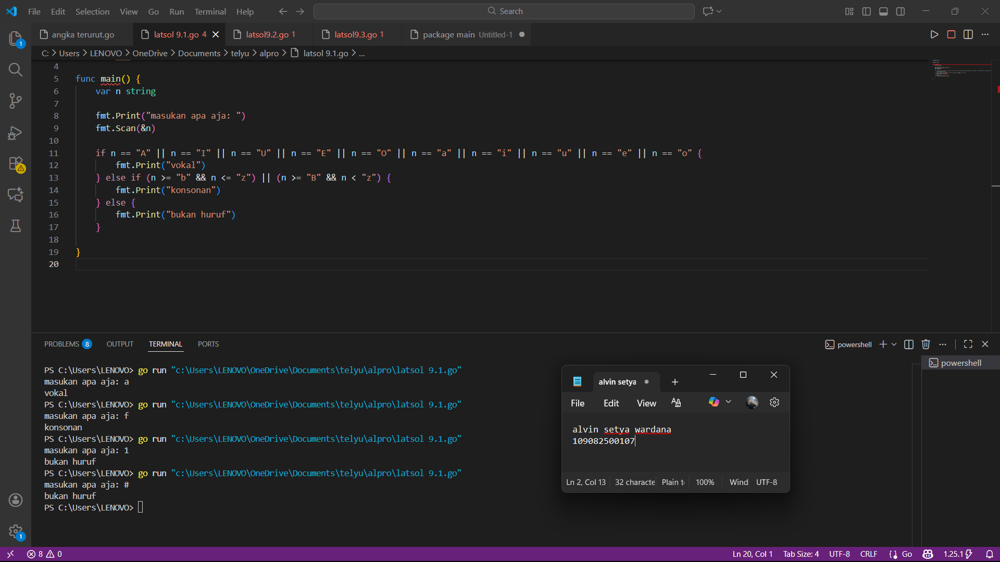 File Edit Selection View Go Run Terminal Help Search
angka terurut.go latsol 9.1.go 4 latsol9.2.go 1 latsol9.3.go 1 package main Untitled-1
C: > Users > LENOVO > OneDrive > Documents > telyu > alpro > latsol 9.1.go > ...
4
5 func main() {
6 var n string
7
8 fmt.Print("masukan apa aja: ")
9 fmt.Scan(&n)
10
11 if n == "A" || n == "I" || n == "U" || n == "E" || n == "O" || n == "a" || n == "i" || n == "u" || n == "e" || n == "o" {
12 fmt.Print("vokal")
13 } else if (n >= "b" && n <= "z") || (n >= "B" && n < "z") {
14 fmt.Print("konsonan")
15 } else {
16 fmt.Print("bukan huruf")
17 }
18
19 }
20
PROBLEMS 8 OUTPUT TERMINAL PORTS powershell
powershell
PS C:\Users\LENOVO> go run "c:\Users\LENOVO\OneDrive\Documents\telyu\alpro\latsol 9.1.go"
masukan apa aja: a
vokal
PS C:\Users\LENOVO> go run "c:\Users\LENOVO\OneDrive\Documents\telyu\alpro\latsol 9.1.go"
masukan apa aja: f
konsonan
PS C:\Users\LENOVO> go run "c:\Users\LENOVO\OneDrive\Documents\telyu\alpro\latsol 9.1.go"
masukan apa aja: 1
bukan huruf
PS C:\Users\LENOVO> go run "c:\Users\LENOVO\OneDrive\Documents\telyu\alpro\latsol 9.1.go"
masukan apa aja: #
bukan huruf
PS C:\Users\LENOVO>
alvin setya
File Edit View
alvin setya wardana
109082500107
Ln 2, Col 13 32 characte Plain t 100% Wind UTF-8
1
1
8 0 Ln 20, Col 1 Tab Size: 4 UTF-8 CRLF { } Go 1.25.1